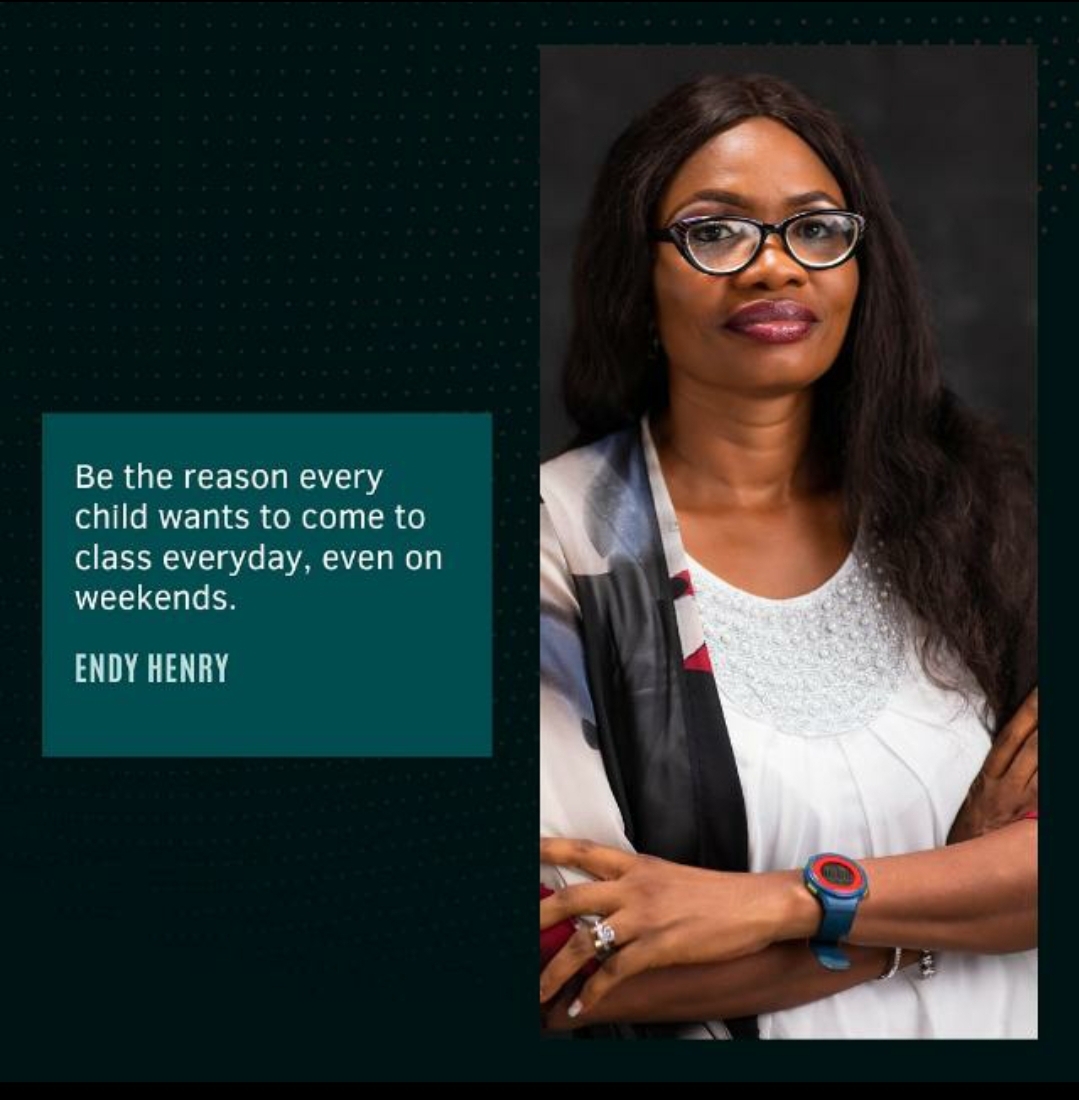 Be the reason every
child wants to come to
class everyday, even on
weekends.
ENDY HENRY